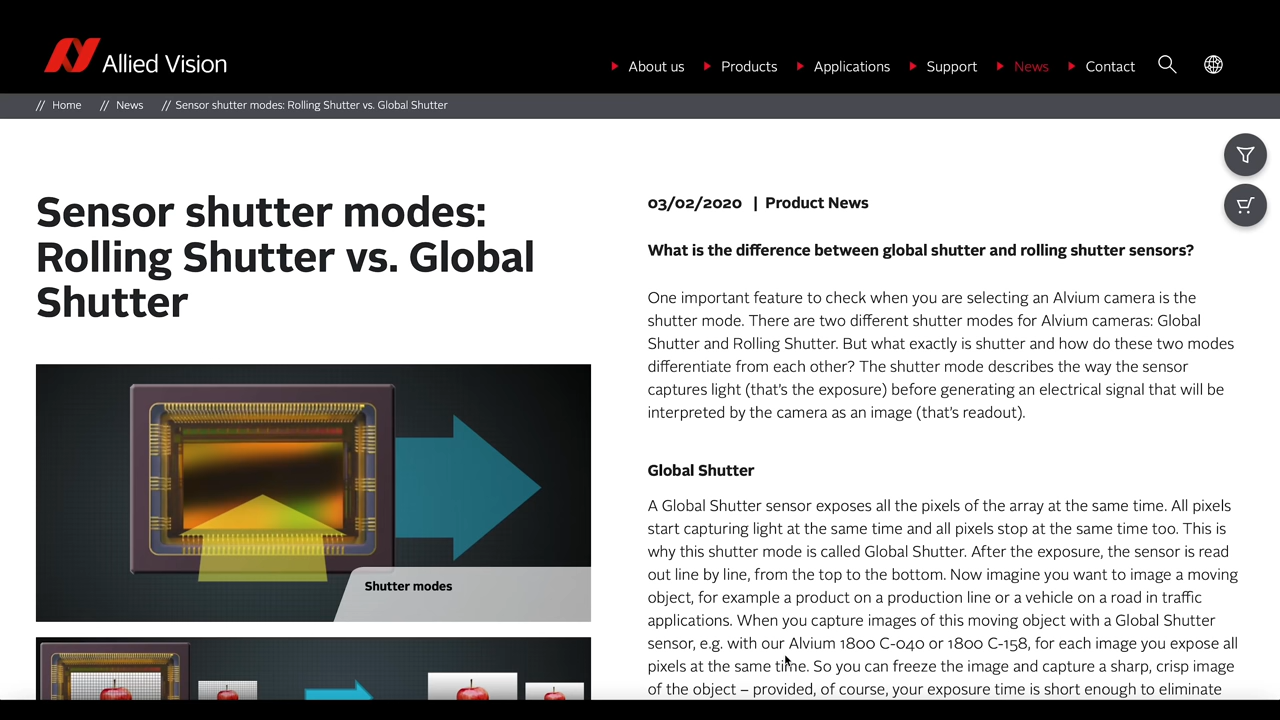 Allied Vision
About us
Products
Applications
Support
News
Contact
// Home // News // Sensor shutter modes: Rolling Shutter vs. Global Shutter
Sensor shutter modes:
Rolling Shutter vs. Global
Shutter
Shutter modes
03/02/2020 | Product News
What is the difference between global shutter and rolling shutter sensors?
One important feature to check when you are selecting an Alvium camera is the
shutter mode. There are two different shutter modes for Alvium cameras: Global
Shutter and Rolling Shutter. But what exactly is shutter and how do these two modes
differentiate from each other? The shutter mode describes the way the sensor
captures light (that's the exposure) before generating an electrical signal that will be
interpreted by the camera as an image (that's readout).
Global Shutter
A Global Shutter sensor exposes all the pixels of the array at the same time. All pixels
start capturing light at the same time and all pixels stop at the same time too. This is
why this shutter mode is called Global Shutter. After the exposure, the sensor is read
out line by line, from the top to the bottom. Now imagine you want to image a moving
object, for example a product on a production line or a vehicle on a road in traffic
applications. When you capture images of this moving object with a Global Shutter
sensor, e.g. with our Alvium 1800 C-040 or 1800 C-158, for each image you expose all
pixels at the same time. So you can freeze the image and capture a sharp, crisp image
of the object – provided, of course, your exposure time is short enough to eliminate